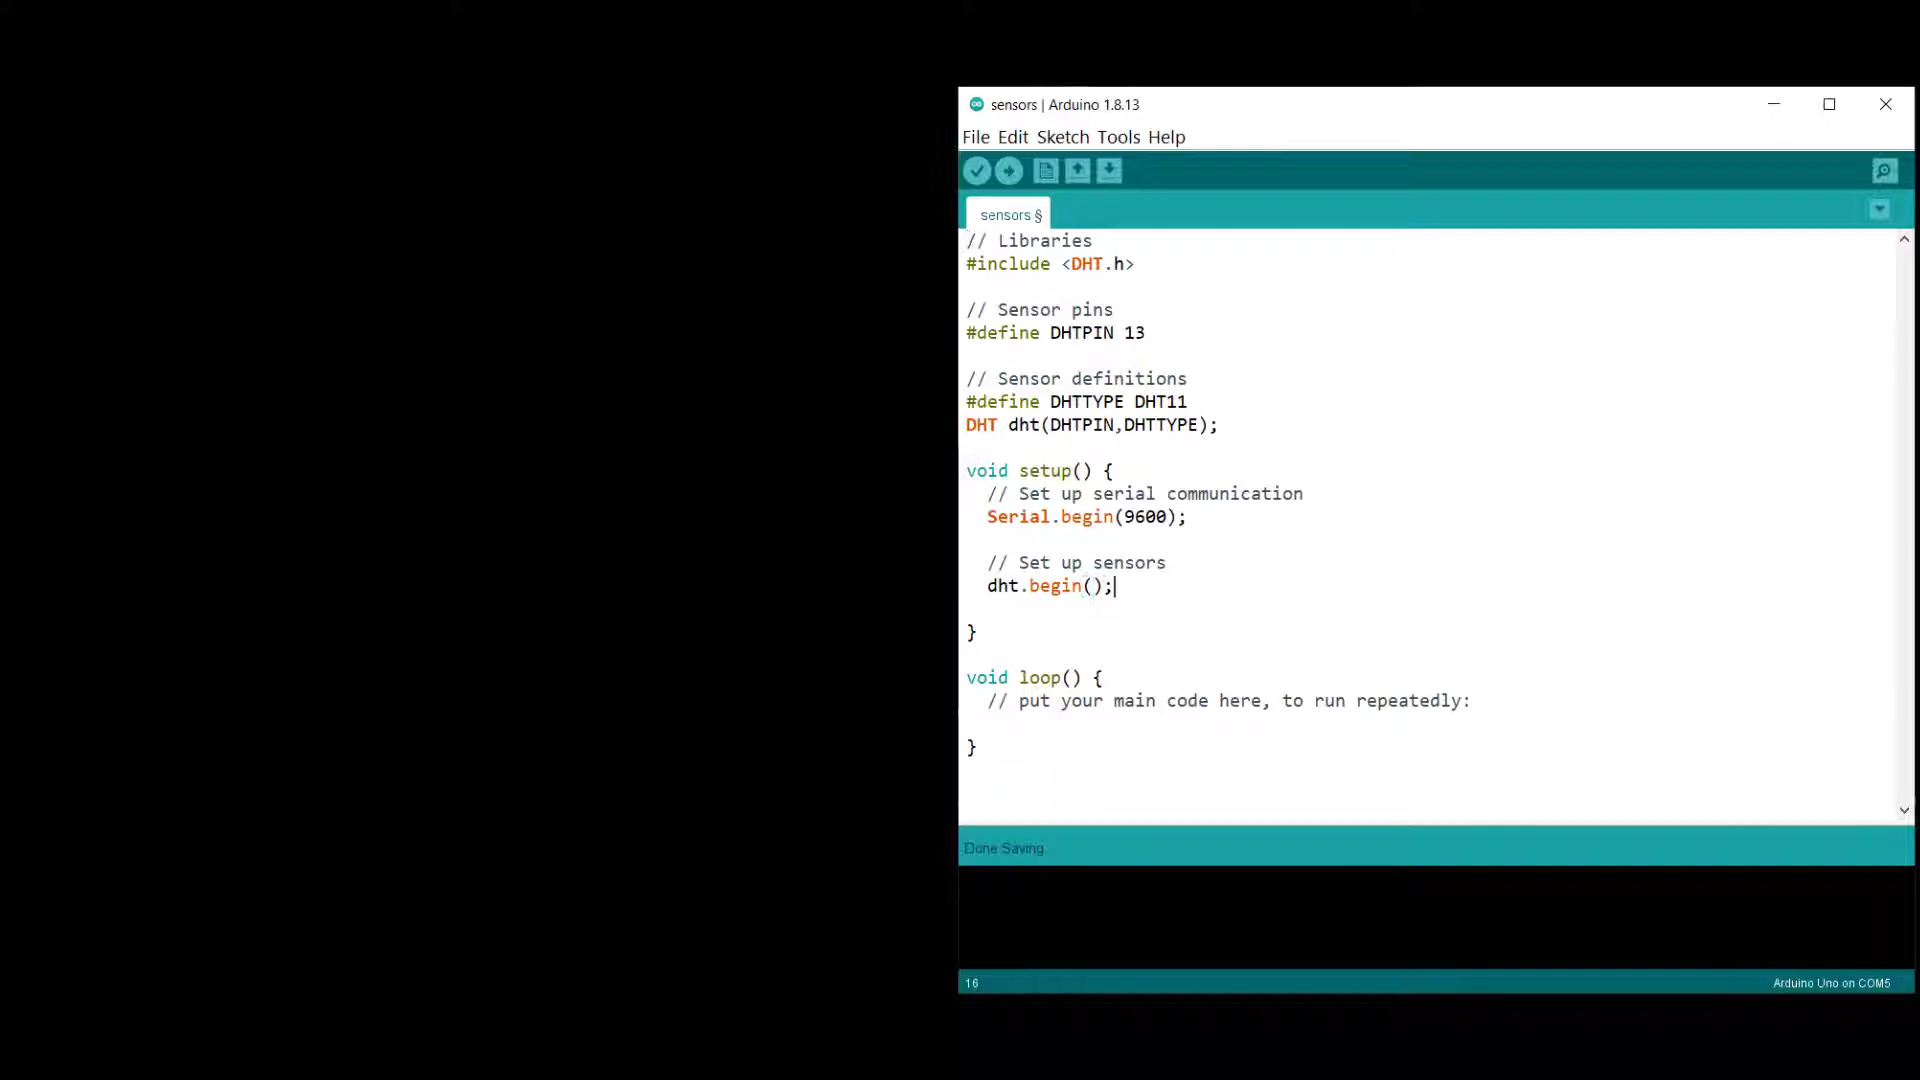 sensors | Arduino 1.8.13
File Edit Sketch Tools Help
sensors §
// Libraries
#include <DHT.h>
// Sensor pins
#define DHTPIN 13
// Sensor definitions
#define DHTTYPE DHT11
DHT dht(DHTPIN,DHTTYPE);
void setup() {
  // Set up serial communication
  Serial.begin(9600);
  // Set up sensors
  dht.begin();
}
void loop() {
  // put your main code here, to run repeatedly:
}
Done Saving.
16
Arduino Uno on COM5